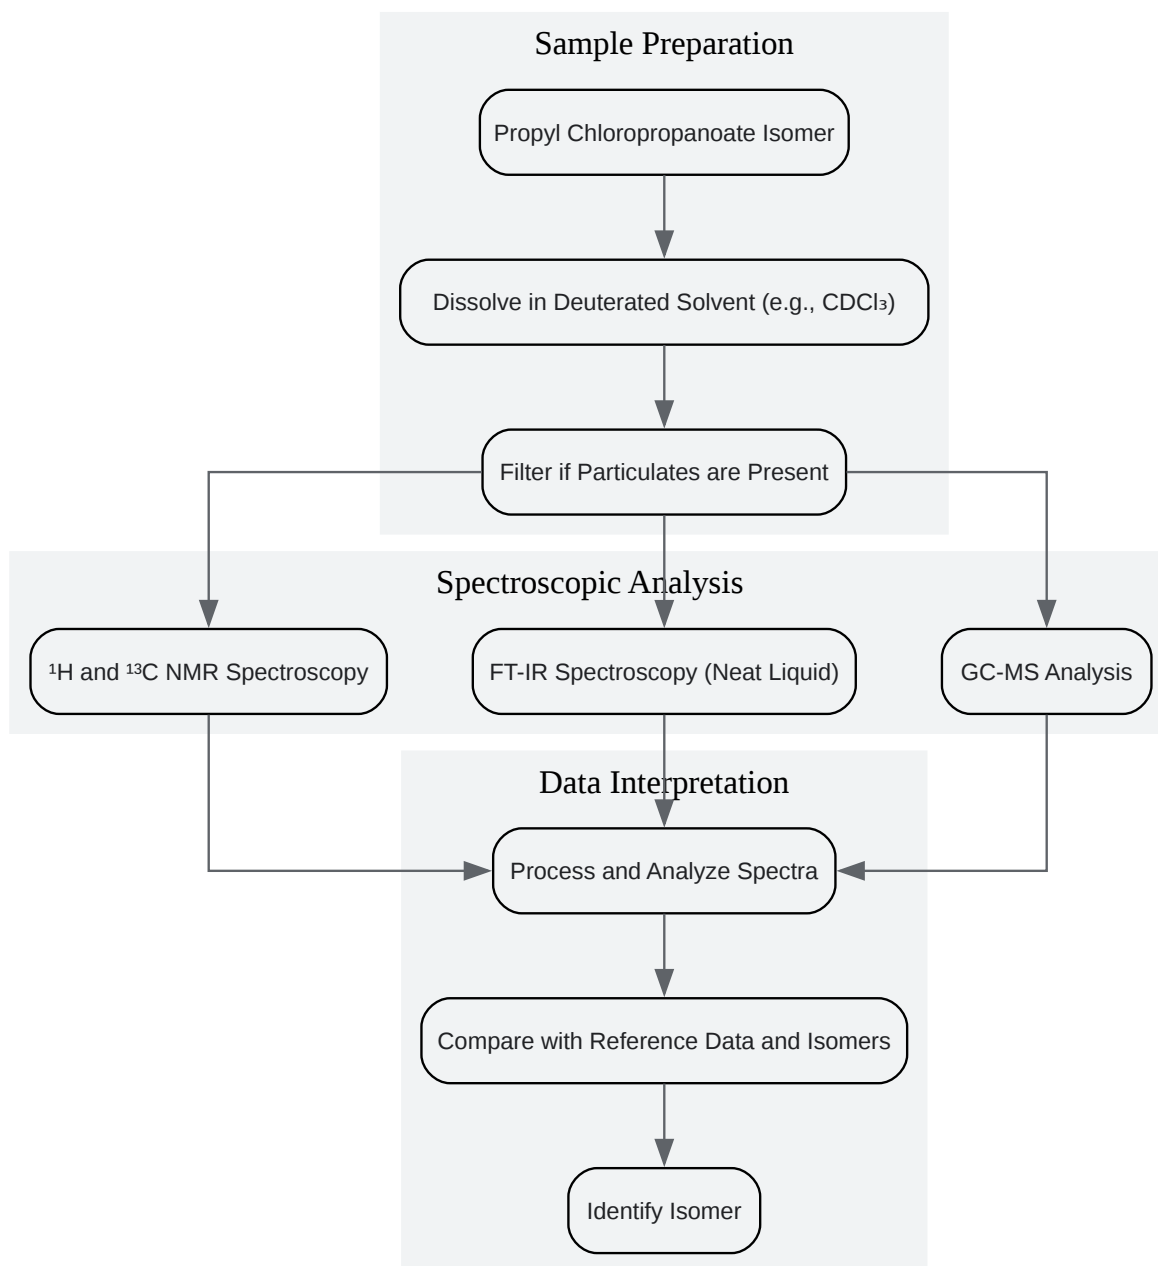 Sample Preparation
Propyl Chloropropanoate Isomer
Dissolve in Deuterated Solvent (e.g., CDCl₃)
Filter if Particulates are Present
Spectroscopic Analysis
¹H and ¹³C NMR Spectroscopy
FT-IR Spectroscopy (Neat Liquid)
GC-MS Analysis
Data Interpretation
Process and Analyze Spectra
Compare with Reference Data and Isomers
Identify Isomer